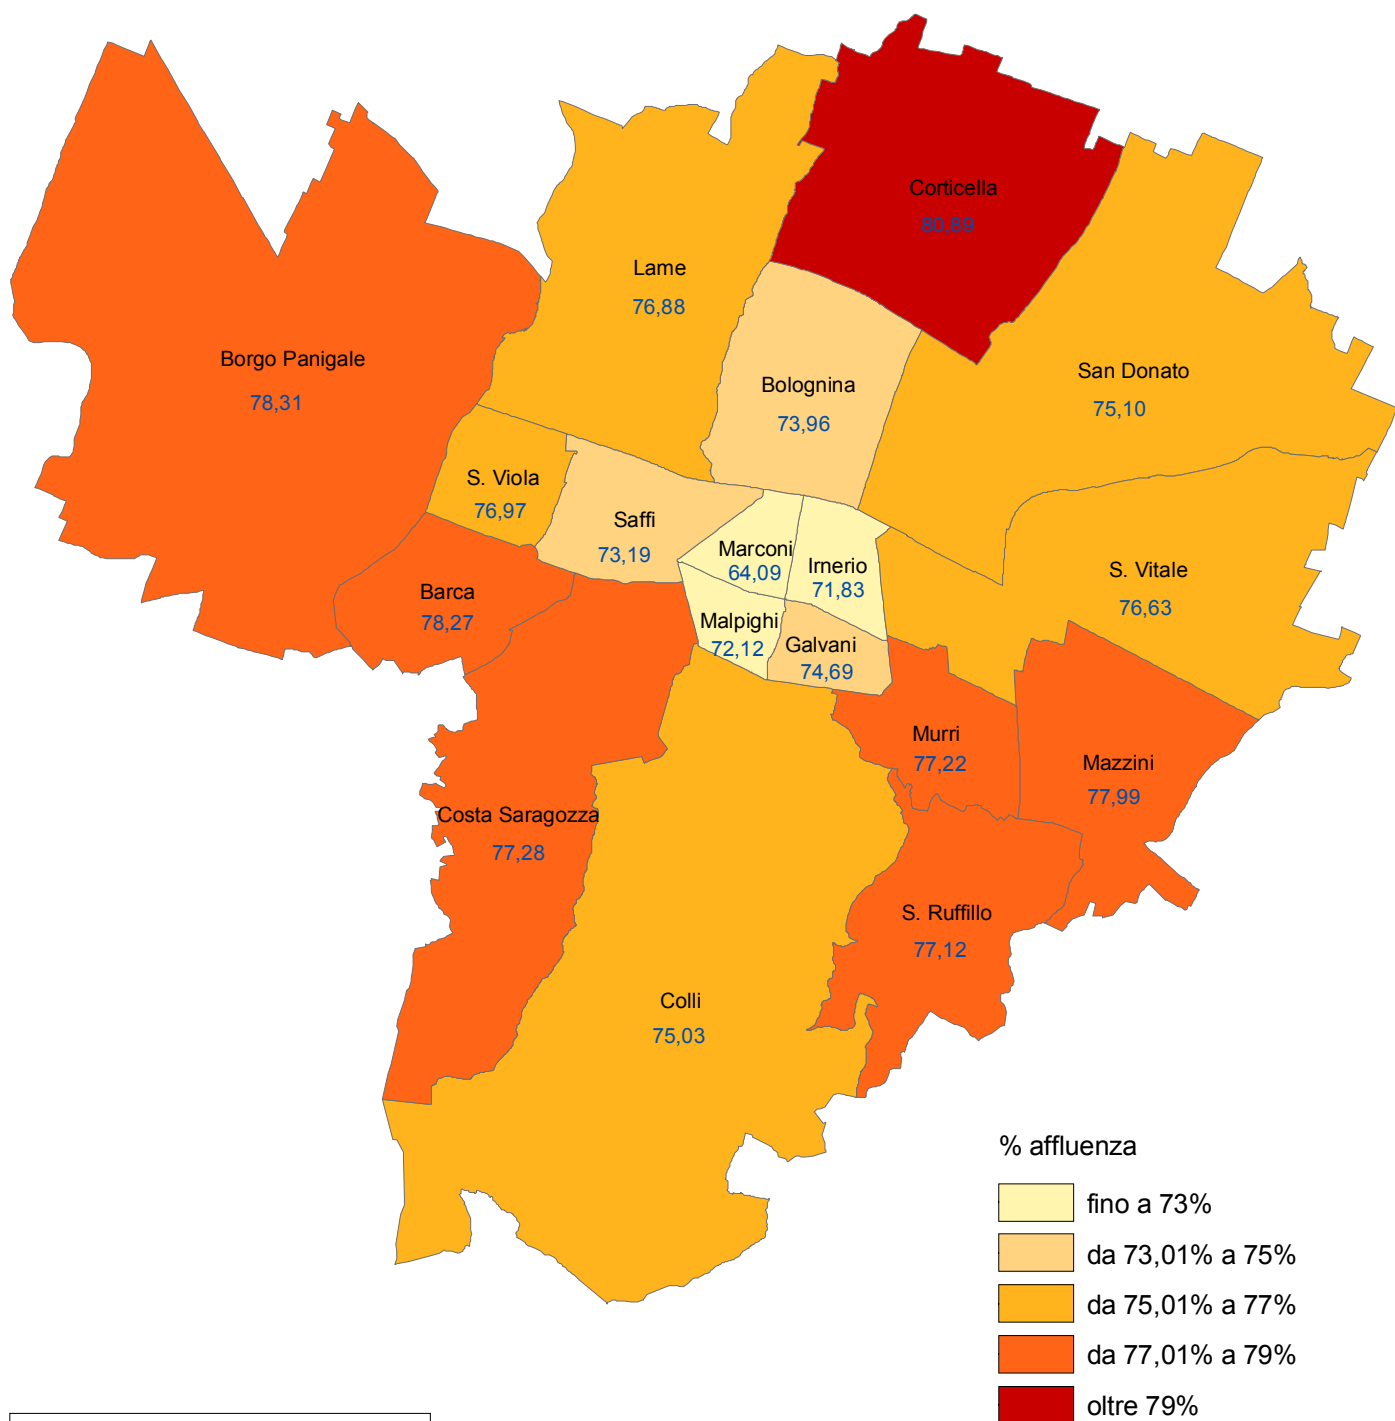 Corticella
80,89
Lame
76,88
Borgo Panigale
78,31
Bolognina
73,96
San Donato
75,10
S. Viola
76,97
Saffi
73,19
Marconi
64,09
Irnerio
71,83
S. Vitale
76,63
Barca
78,27
Malpighi
72,12
Galvani
74,69
Murri
77,22
Mazzini
77,99
Costa Saragozza
77,28
S. Ruffillo
77,12
Colli
75,03
% affluenza
fino a 73%
da 73,01% a 75%
da 75,01% a 77%
da 77,01% a 79%
oltre 79%